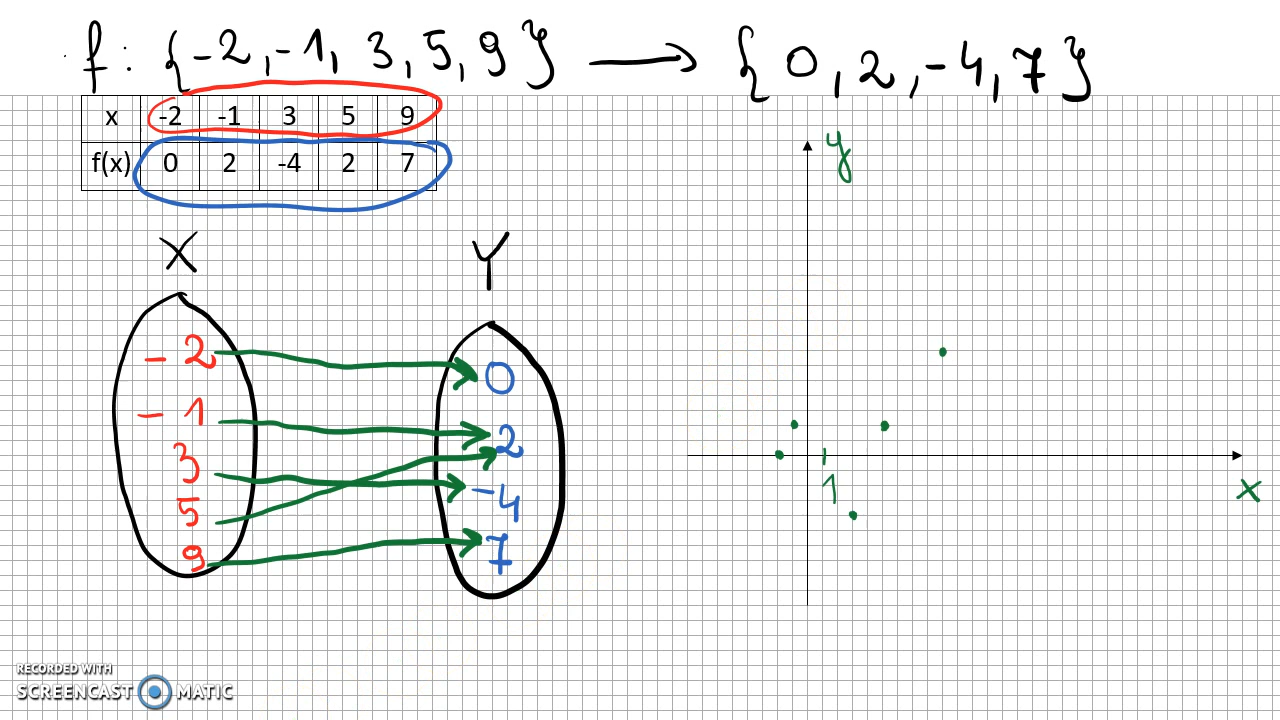 f: {-2, -1, 3, 5, 9} → {0, 2, -4, 7}
x -2 -1 3 5 9
f(x) 0 2 -4 2 7
y
X Y
-2 0
-1 2
3 -4
5 7
9
1 x
RECORDED WITH
SCREENCAST MATIC